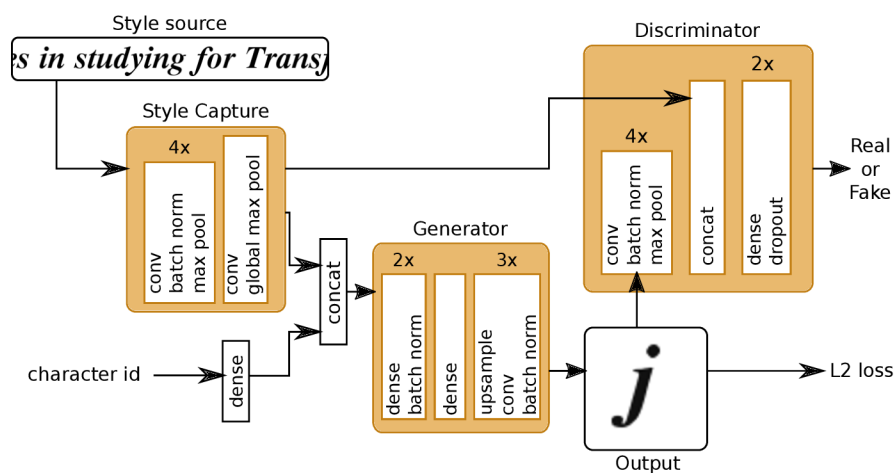 Style source
es in studying for Transf
Style Capture
4x
conv
batch norm
max pool
conv
global max pool
character id
dense
concat
Generator
2x
dense
batch norm
dense
3x
upsample
conv
batch norm
j
Output
Discriminator
4x
conv
batch norm
max pool
concat
2x
dense
dropout
Real
or
Fake
L2 loss